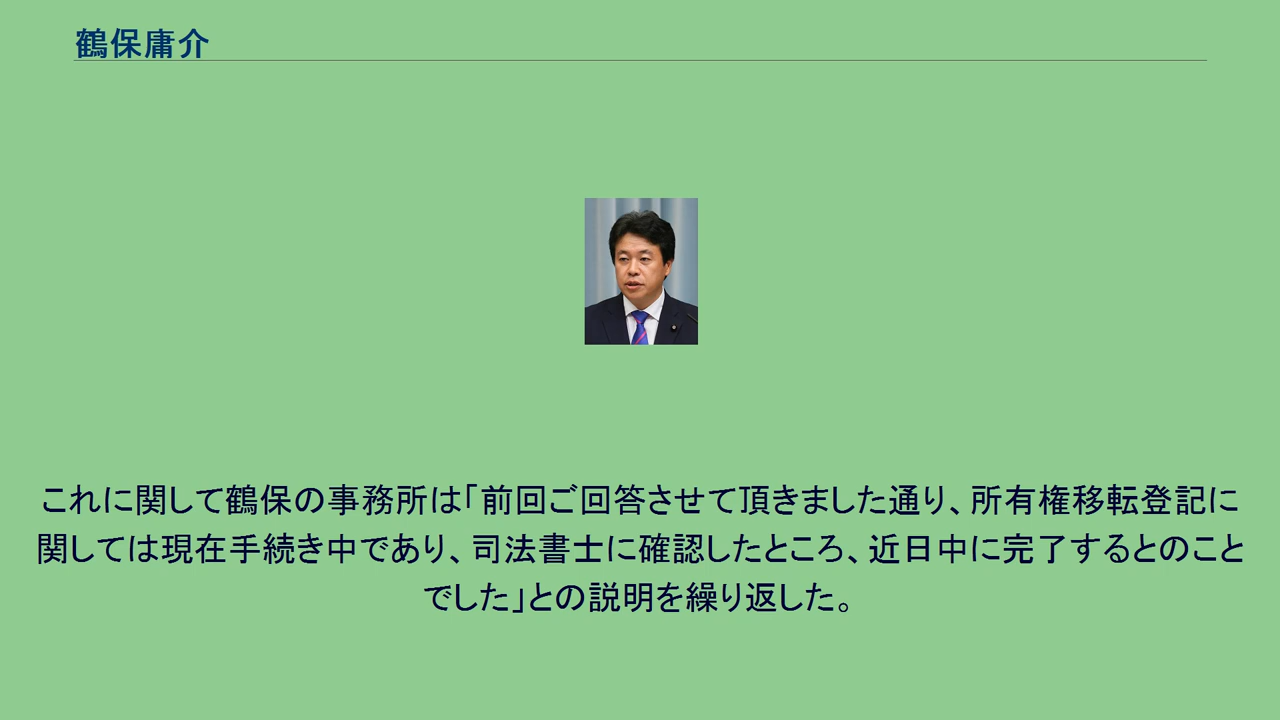 鶴保庸介
これに関して鶴保の事務所は「前回ご回答させて頂きました通り、所有権移転登記に
関しては現在手続き中であり、司法書士に確認したところ、近日中に完了するとのこと
でした」との説明を繰り返した。